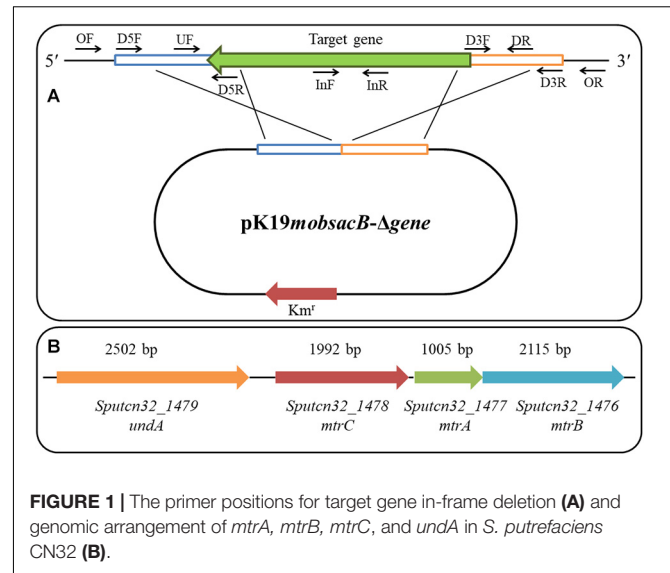 OF D5F UF Target gene D3F DR
5′ 3′
D5R InF InR D3R OR
A
pK19mobsacB-Δgene
Kmʳ
B
2502 bp 1992 bp 1005 bp 2115 bp
Sputcn32_1479 Sputcn32_1478 Sputcn32_1477 Sputcn32_1476
undA mtrC mtrA mtrB
FIGURE 1 | The primer positions for target gene in-frame deletion (A) and
genomic arrangement of mtrA, mtrB, mtrC, and undA in S. putrefaciens
CN32 (B).